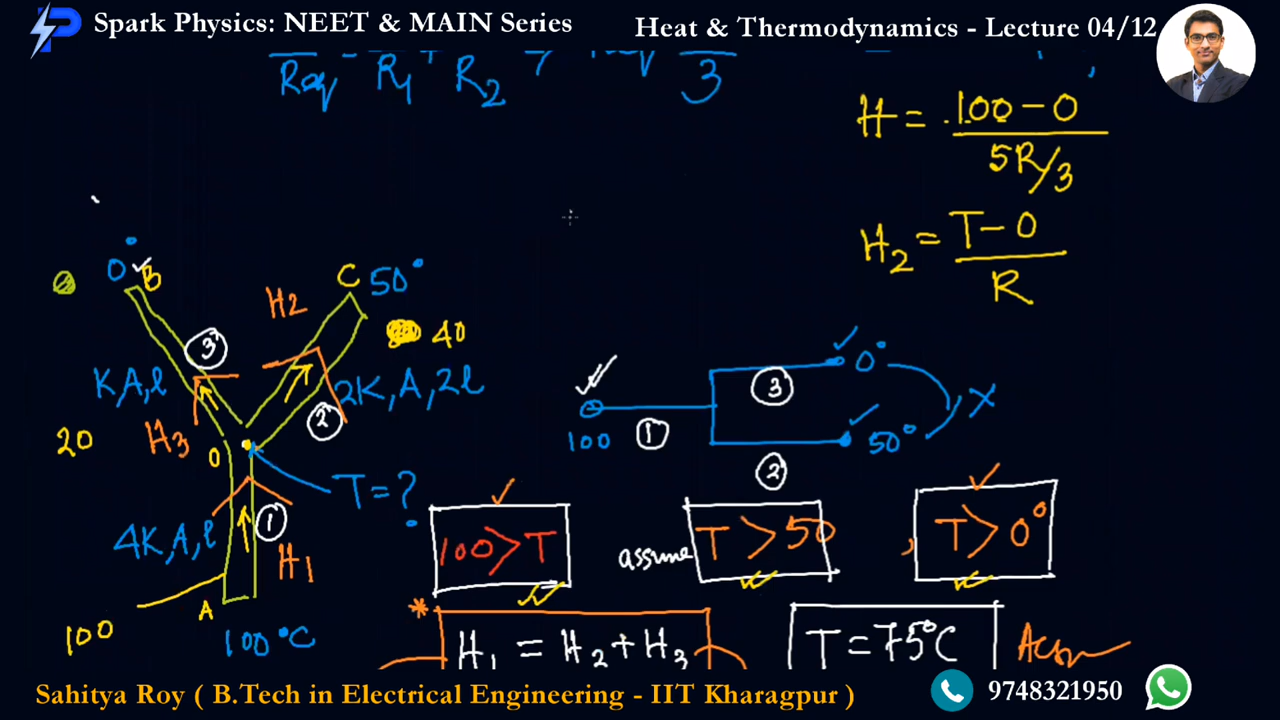 Spark Physics: NEET & MAIN Series
Heat & Thermodynamics - Lecture 04/12
Req - R1 + R2 3
H = 100 - 0
5R/3
H2 = T - 0
R
0° B
C 50°
H2
3
40
K A, l
2K, A, 2l
2
H3
20
O
T = ?
4K, A, l
1
H1
A
100
100°C
100
1
3
0°
2
50°
X
100 > T
assume T > 50
, T > 0°
* H1 = H2 + H3
T = 75°C
Sahitya Roy ( B.Tech in Electrical Engineering - IIT Kharagpur )
9748321950